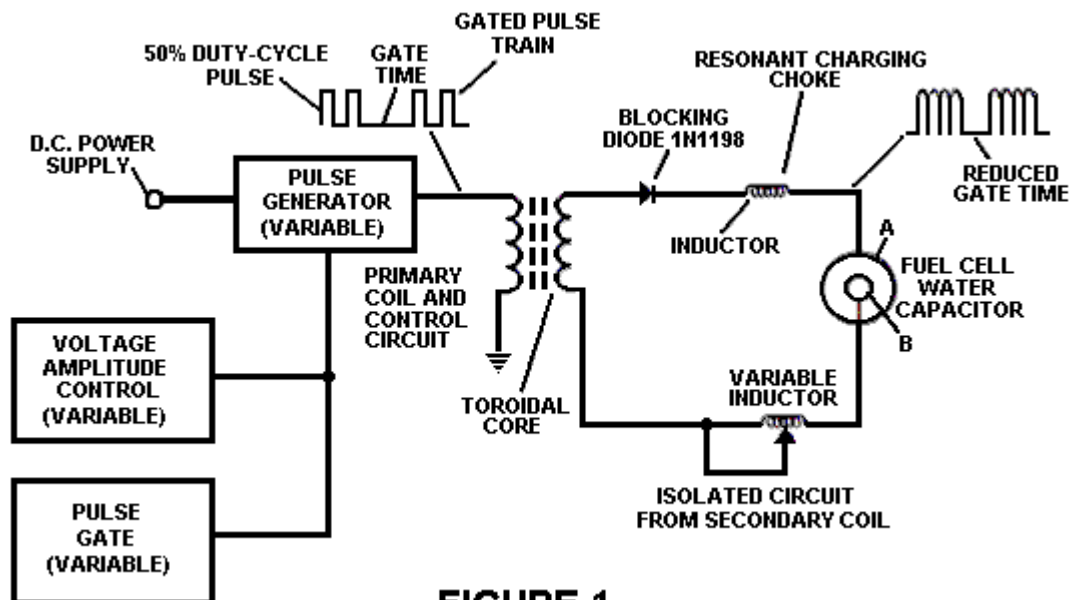 GATED PULSE
TRAIN
50% DUTY-CYCLE
PULSE
GATE
TIME
RESONANT CHARGING
CHOKE
BLOCKING
DIODE 1N1198
D.C. POWER
SUPPLY
PULSE
GENERATOR
(VARIABLE)
REDUCED
GATE TIME
INDUCTOR
A
FUEL CELL
WATER
CAPACITOR
B
PRIMARY
COIL AND
CONTROL
CIRCUIT
VOLTAGE
AMPLITUDE
CONTROL
(VARIABLE)
TOROIDAL
CORE
VARIABLE
INDUCTOR
ISOLATED CIRCUIT
FROM SECONDARY COIL
PULSE
GATE
(VARIABLE)
FIGURE 1